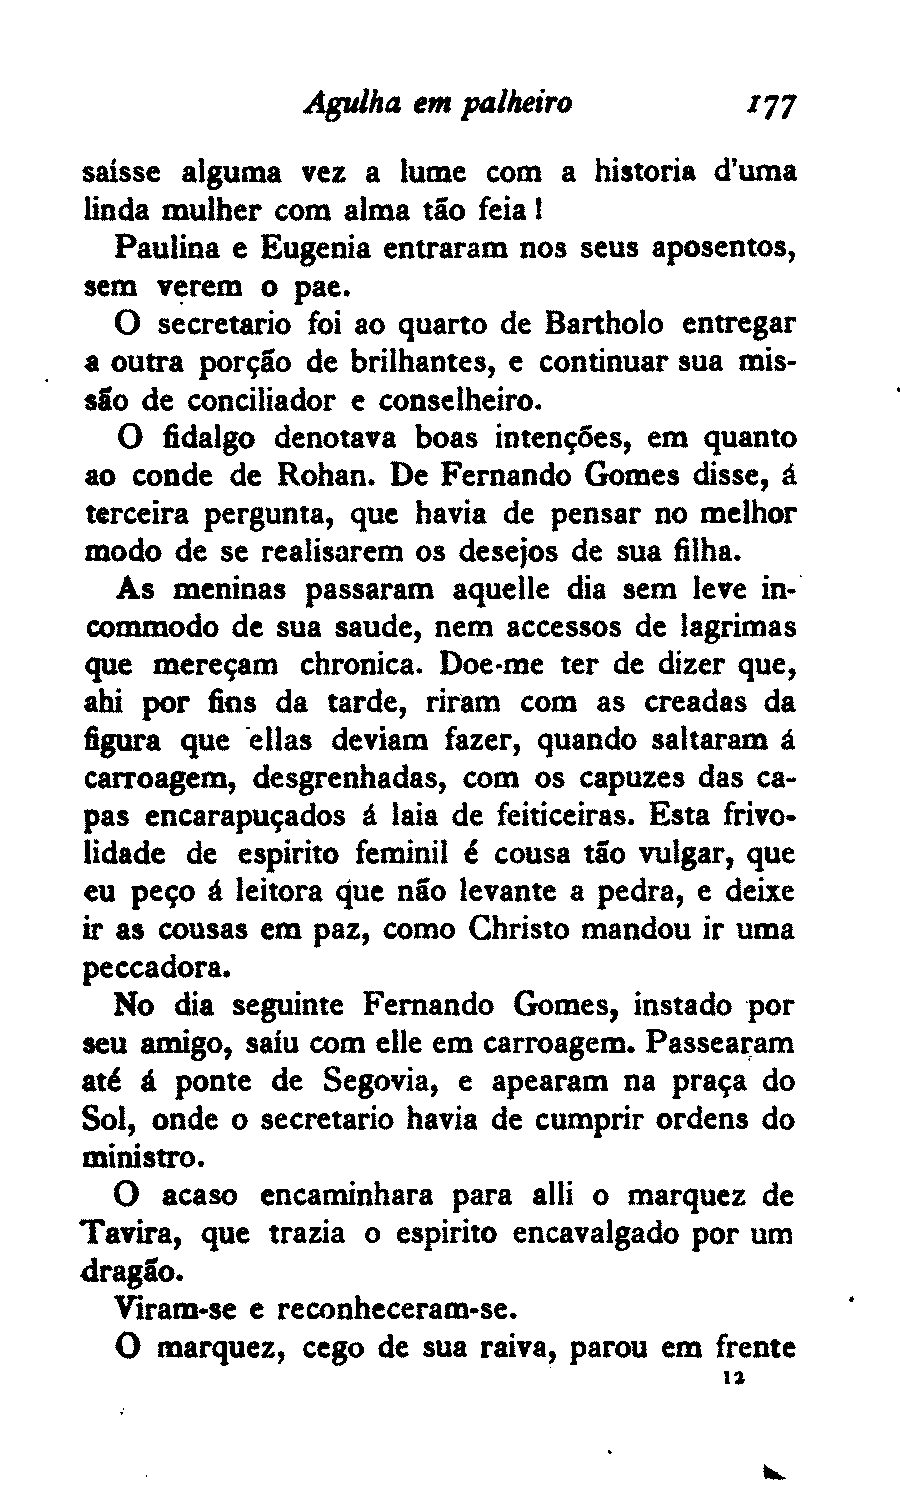 Agulha em palheiro 177
saísse alguma vez a lume com a historia d'uma
linda mulher com alma tão feia!
Paulina e Eugenia entraram nos seus aposentos,
sem verem o pae.
O secretario foi ao quarto de Bartholo entregar
a outra porção de brilhantes, e continuar sua mis-
são de conciliador e conselheiro.
O fidalgo denotava boas intenções, em quanto
ao conde de Rohan. De Fernando Gomes disse, á
terceira pergunta, que havia de pensar no melhor
modo de se realisarem os desejos de sua filha.
As meninas passaram aquelle dia sem leve in-
commodo de sua saude, nem accessos de lagrimas
que mereçam chronica. Doe-me ter de dizer que,
ahi por fins da tarde, riram com as creadas da
figura que ellas deviam fazer, quando saltaram á
carroagem, desgrenhadas, com os capuzes das ca-
pas encarapuçados á laia de feiticeiras. Esta frivo-
lidade de espirito feminil é cousa tão vulgar, que
eu peço á leitora que não levante a pedra, e deixe
ir as cousas em paz, como Christo mandou ir uma
peccadora.
No dia seguinte Fernando Gomes, instado por
seu amigo, saíu com elle em carroagem. Passearam
até á ponte de Segovia, e apearam na praça do
Sol, onde o secretario havia de cumprir ordens do
ministro.
O acaso encaminhara para alli o marquez de
Tavira, que trazia o espirito encavalgado por um
dragão.
Viram-se e reconheceram-se.
O marquez, cego de sua raiva, parou em frente
12